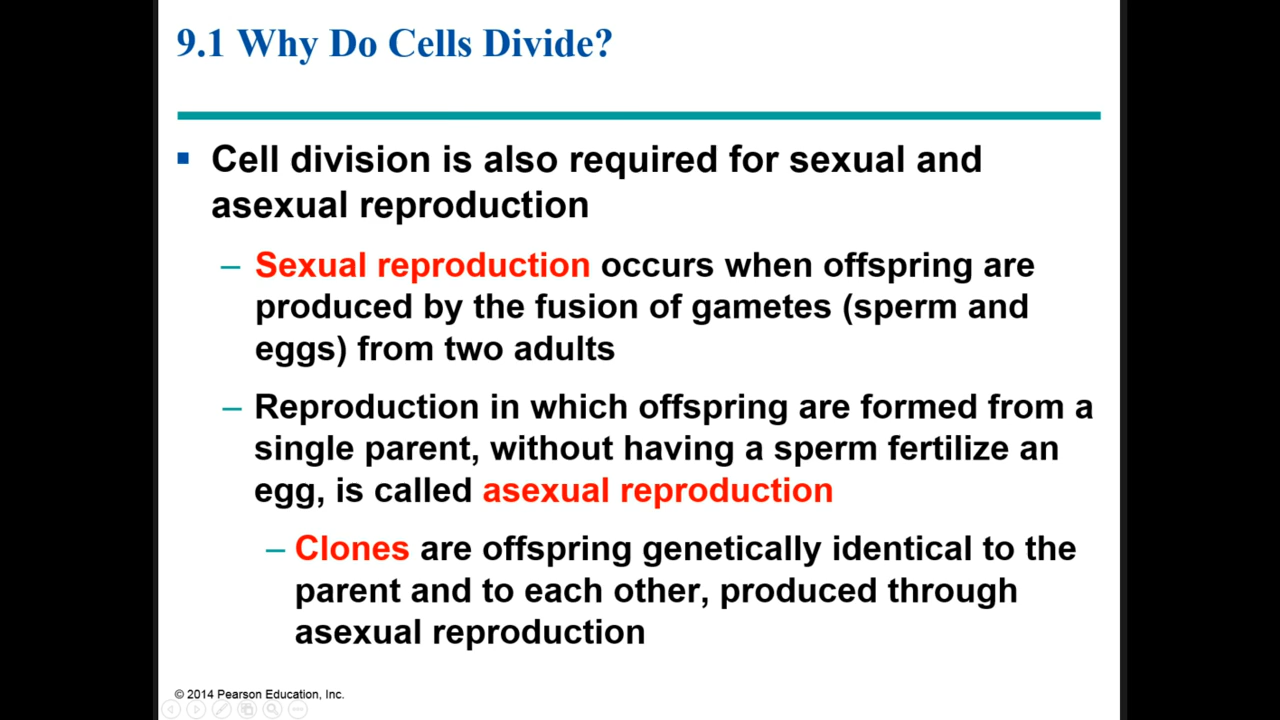 9.1 Why Do Cells Divide?
▪ Cell division is also required for sexual and
asexual reproduction
– Sexual reproduction occurs when offspring are
produced by the fusion of gametes (sperm and
eggs) from two adults
– Reproduction in which offspring are formed from a
single parent, without having a sperm fertilize an
egg, is called asexual reproduction
– Clones are offspring genetically identical to the
parent and to each other, produced through
asexual reproduction
© 2014 Pearson Education, Inc.